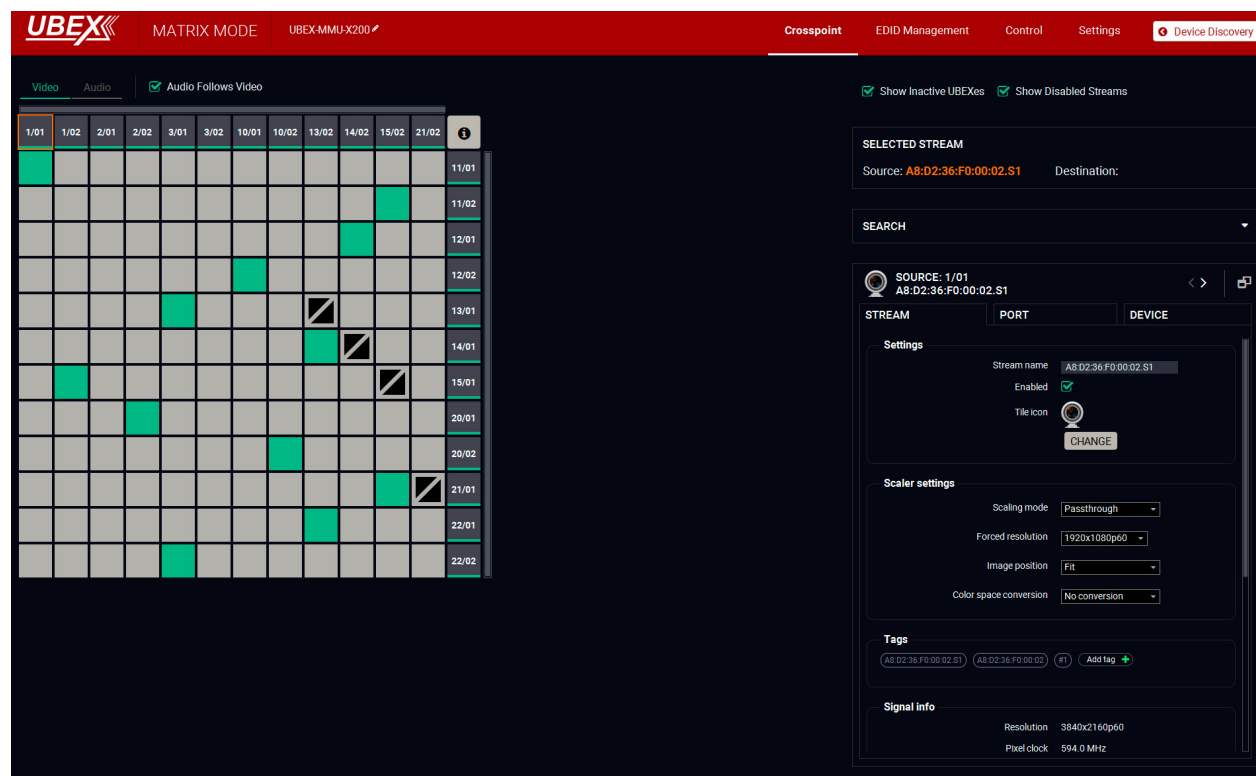 UBEX MATRIX MODE UBEX-MMU-X200 Crosspoint EDID Management Control Settings Device Discovery
Video Audio Audio Follows Video
Show Inactive UBEXes Show Disabled Streams
1/01 1/02 2/01 2/02 3/01 3/02 10/01 10/02 13/02 14/02 15/02 21/02
11/01
11/02
12/01
12/02
13/01
14/01
15/01
20/01
20/02
21/01
22/01
22/02
SELECTED STREAM
Source: A8:D2:36:F0:00:02.S1 Destination:
SEARCH
SOURCE: 1/01
A8:D2:36:F0:00:02.S1
STREAM PORT DEVICE
Settings
Stream name A8:D2:36:F0:00:02.S1
Enabled
Tile icon
CHANGE
Scaler settings
Scaling mode Passthrough
Forced resolution 1920x1080p60
Image position Fit
Color space conversion No conversion
Tags
A8:D2:36:F0:00:02.S1 A8:D2:36:F0:00:02 #1 Add tag +
Signal info
Resolution 3840x2160p60
Pixel clock 594.0 MHz